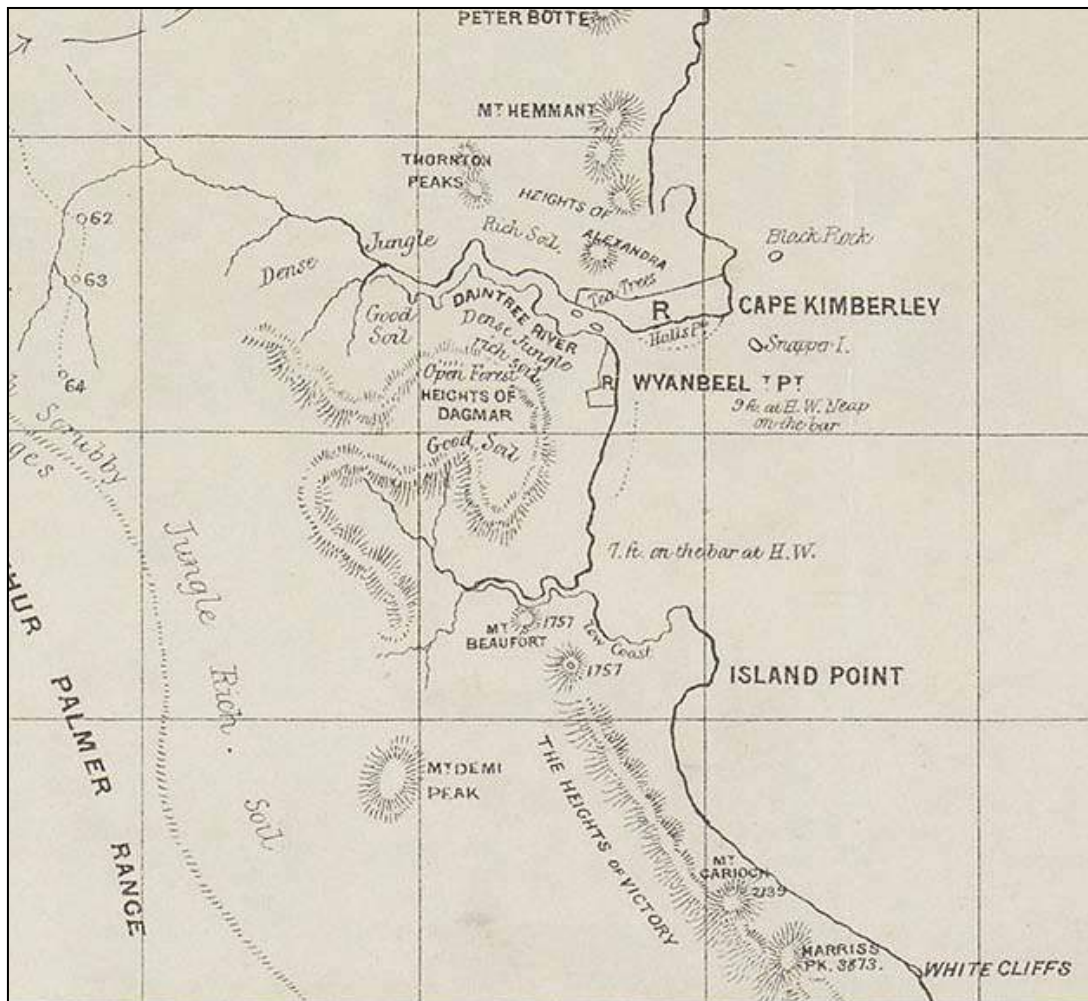 PETER BOTTE
MT HEMMANT
THORNTON
PEAKS
HEIGHTS OF
ALEXANDRA
62
Jungle
Rich Soil.
Black Rock
Dense
63
Tea Trees
R
CAPE KIMBERLEY
Good
Soil
DAINTREE RIVER
Dense Jungle
rich soil
Snapper I.
64
Open Forest
HEIGHTS OF
DAGMAR
R
WYANBEEL T PT
9 ft. at H.W. Neap
on the bar
Scrubby
Good Soil
7. ft. on the bar at H.W.
Jungle Rich. Soil
MT
BEAUFORT
1757
Low Coast
1757
ISLAND POINT
HUR PALMER RANGE
MT DEMI
PEAK
THE HEIGHTS OF VICTORY
MT
CARIOCH
2139
HARRISS
PK. 3873.
WHITE CLIFFS